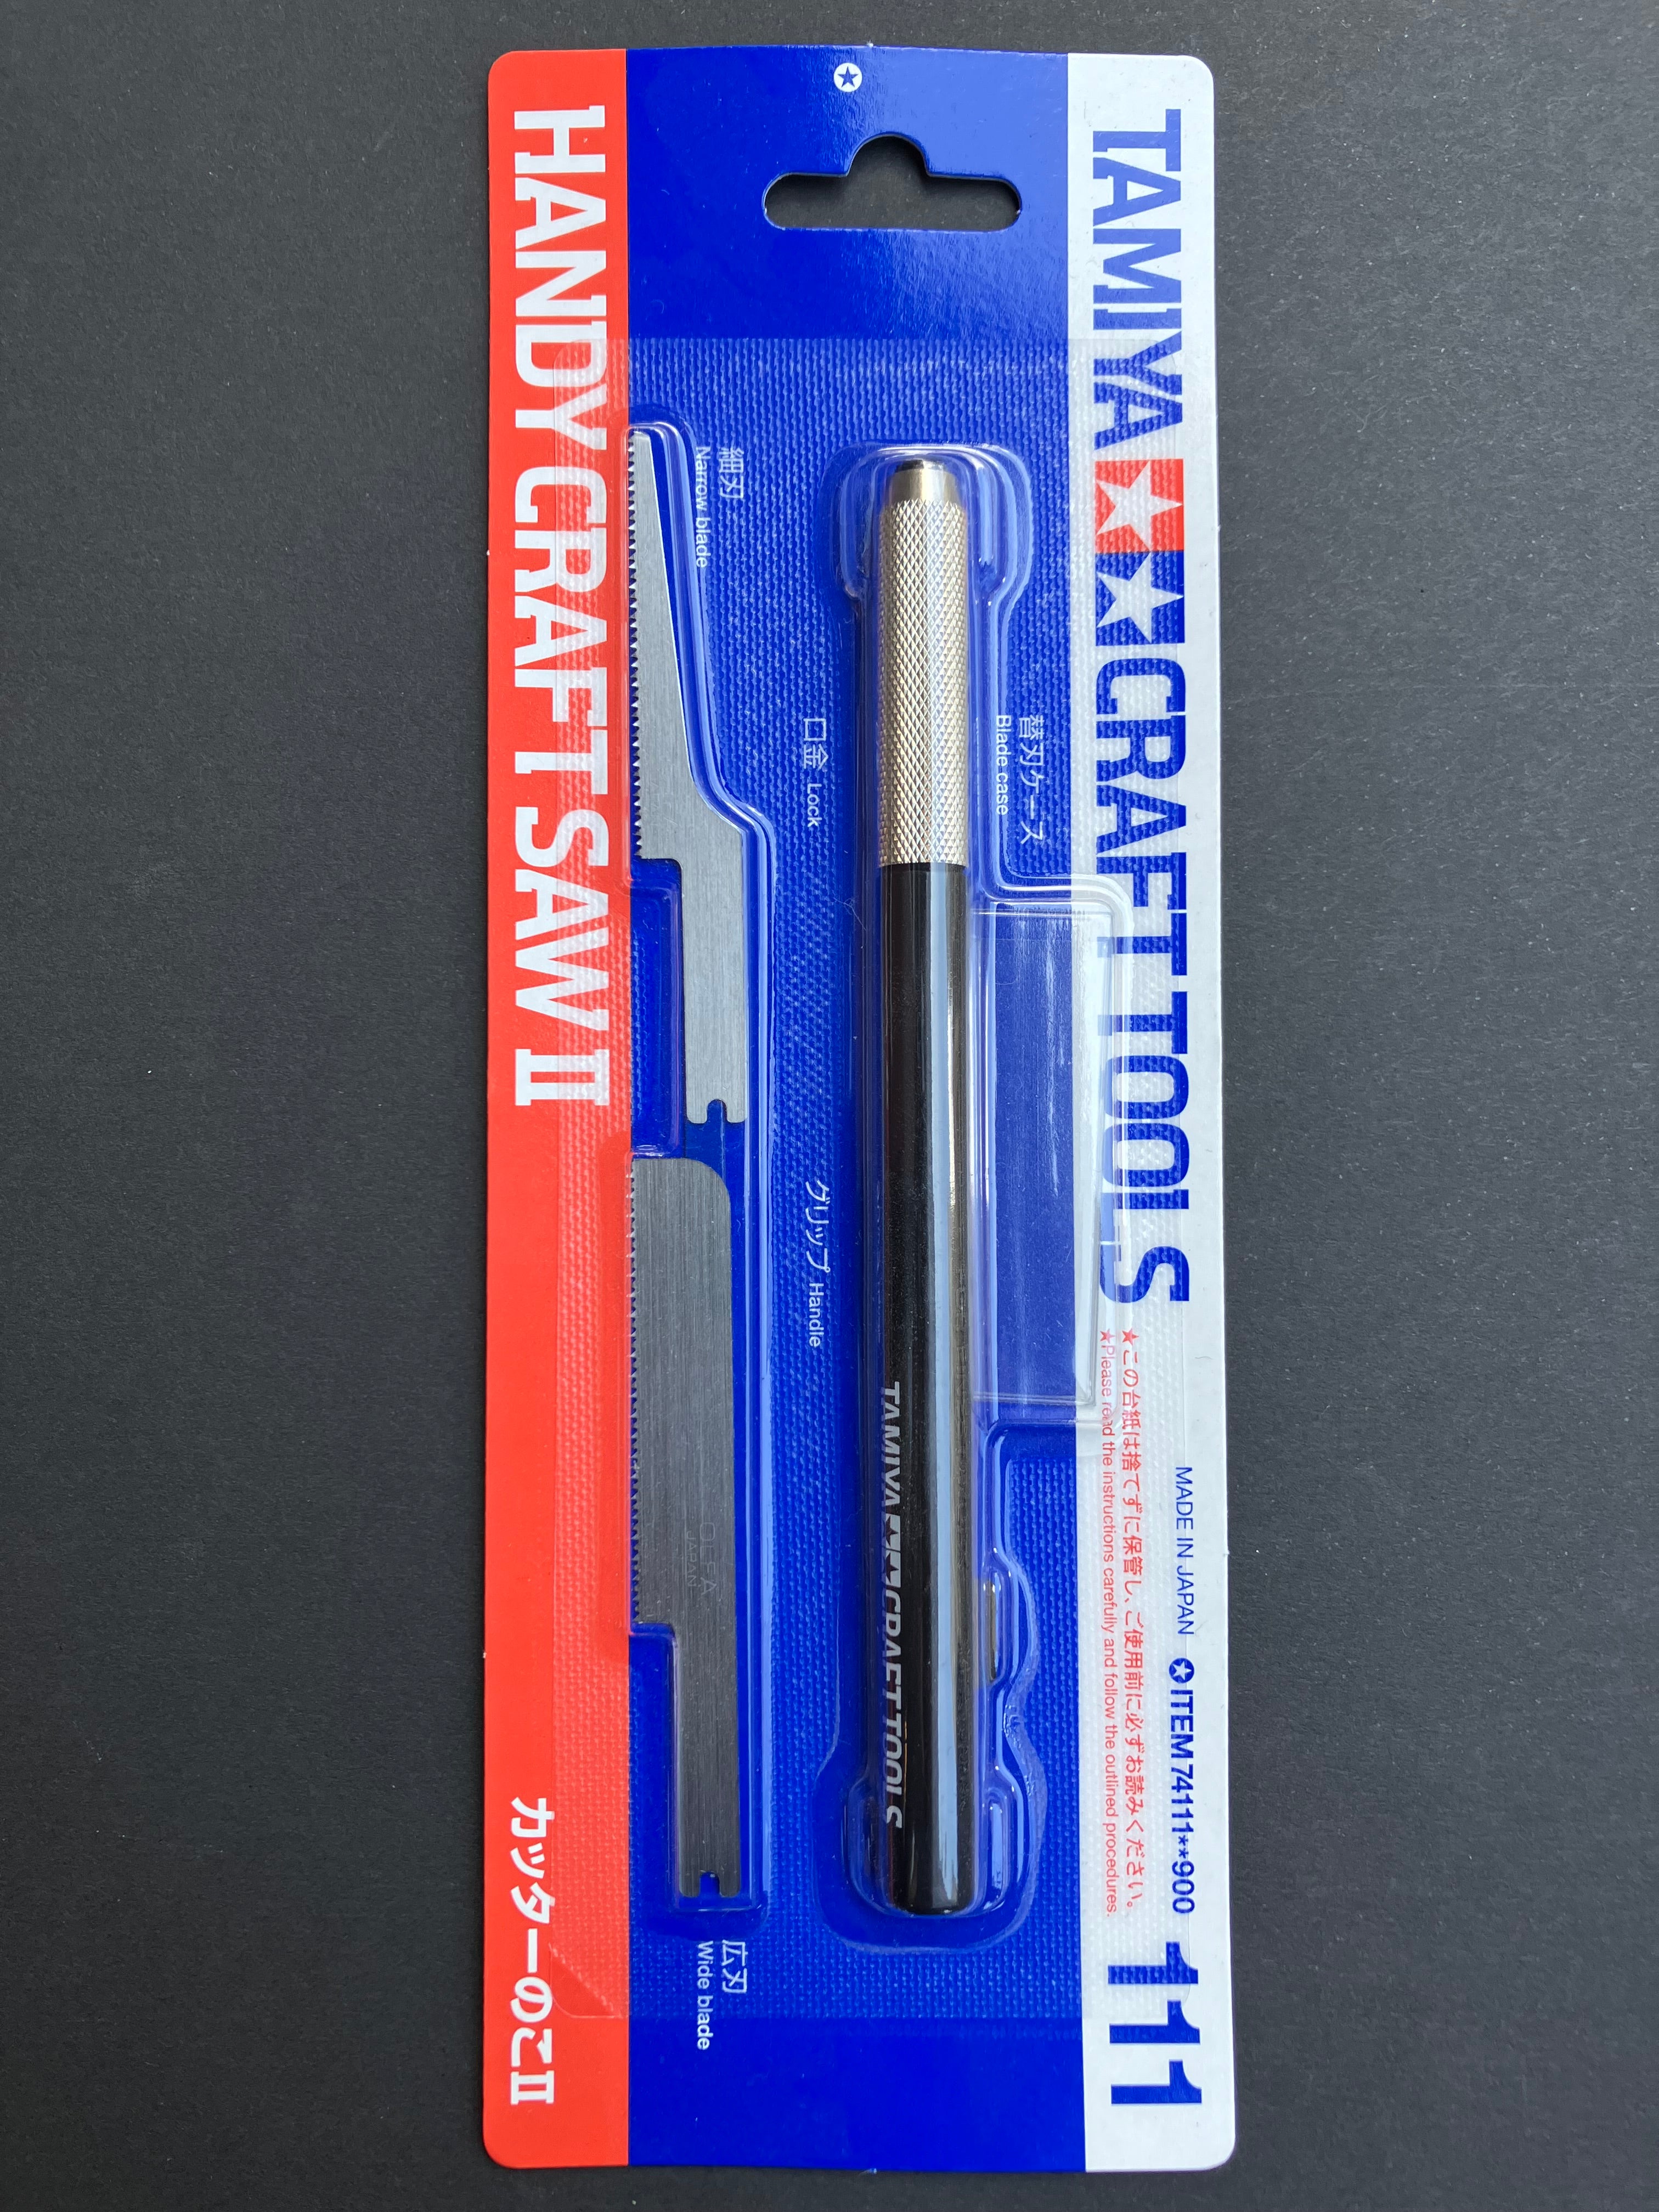 TAMIYA CRAFT TOOLS
MADE IN JAPAN ✪ITEM 74111**900
111
★この台紙は捨てずに保管し、ご使用前に必ずお読みください。
★Please read the instructions carefully and follow the outlined procedures.
替刃ケース
Blade case
TAMIYA CRAFT TOOLS
口金 Lock
グリップ Handle
細刃
Narrow blade
OLFA
JAPAN
広刃
Wide blade
HANDY CRAFT SAW II
カッターのこII